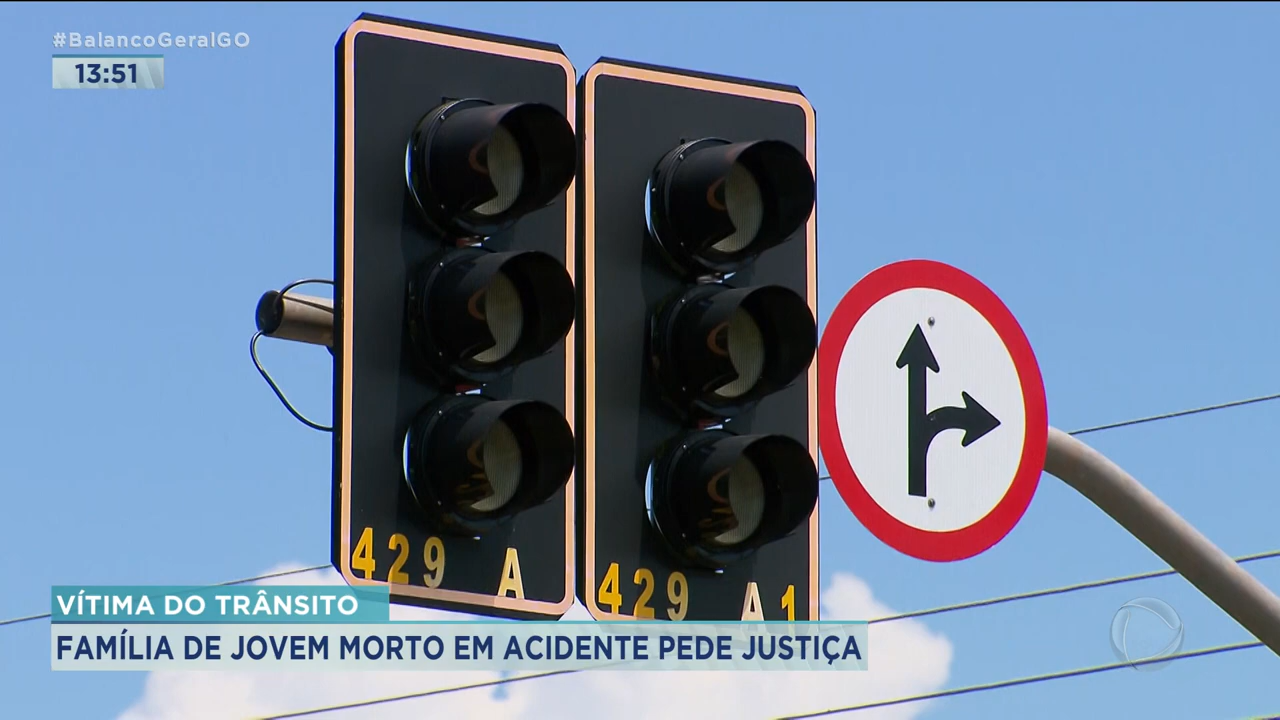 #BalancoGeralGO
13:51
429 A
429 A1
VÍTIMA DO TRÂNSITO
FAMÍLIA DE JOVEM MORTO EM ACIDENTE PEDE JUSTIÇA